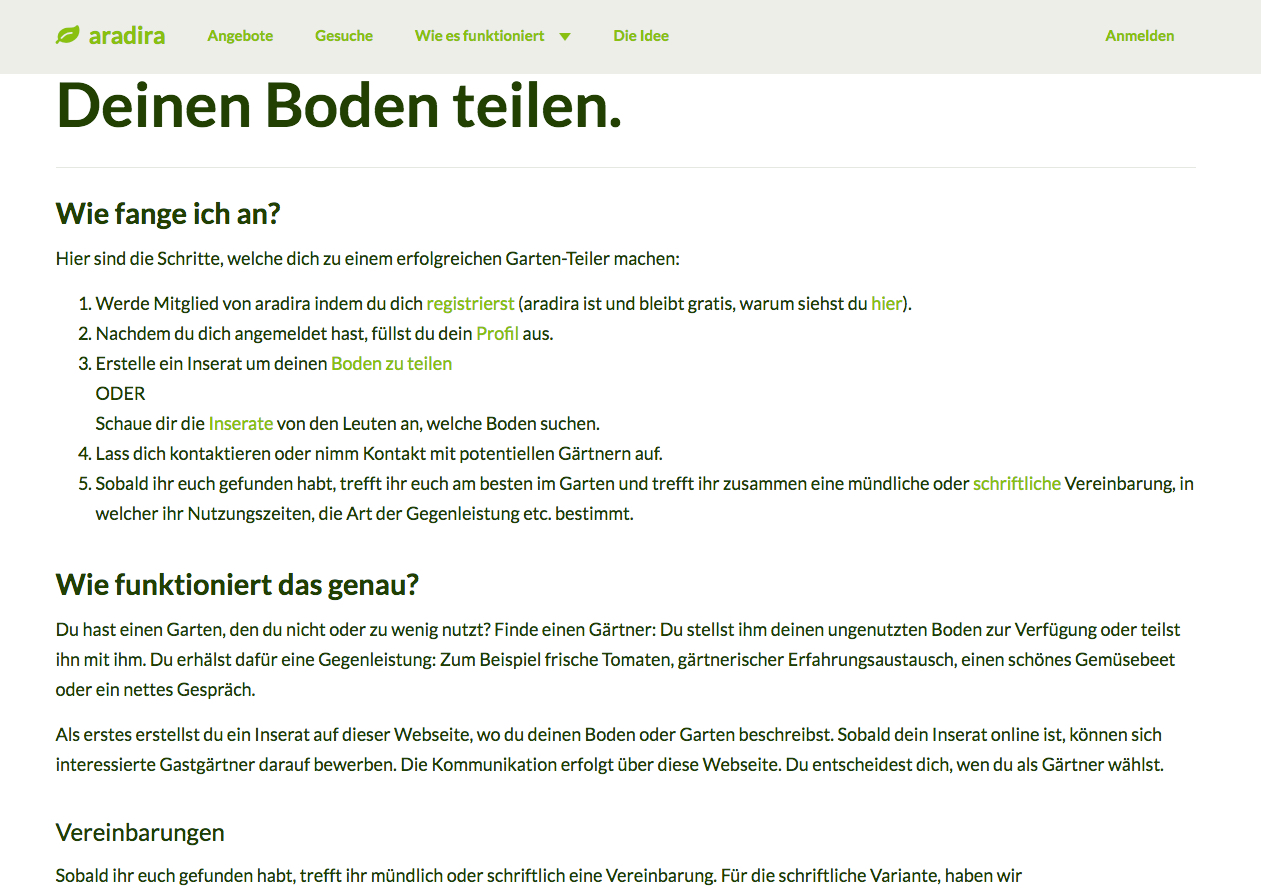 aradira Angebote Gesuche Wie es funktioniert Die Idee Anmelden
Deinen Boden teilen.
Wie fange ich an?
Hier sind die Schritte, welche dich zu einem erfolgreichen Garten-Teiler machen:
1. Werde Mitglied von aradira indem du dich registrierst (aradira ist und bleibt gratis, warum siehst du hier).
2. Nachdem du dich angemeldet hast, füllst du dein Profil aus.
3. Erstelle ein Inserat um deinen Boden zu teilen
ODER
Schaue dir die Inserate von den Leuten an, welche Boden suchen.
4. Lass dich kontaktieren oder nimm Kontakt mit potentiellen Gärtnern auf.
5. Sobald ihr euch gefunden habt, trefft ihr euch am besten im Garten und trefft ihr zusammen eine mündliche oder schriftliche Vereinbarung, in
welcher ihr Nutzungszeiten, die Art der Gegenleistung etc. bestimmt.
Wie funktioniert das genau?
Du hast einen Garten, den du nicht oder zu wenig nutzt? Finde einen Gärtner: Du stellst ihm deinen ungenutzten Boden zur Verfügung oder teilst
ihn mit ihm. Du erhälst dafür eine Gegenleistung: Zum Beispiel frische Tomaten, gärtnerischer Erfahrungsaustausch, einen schönes Gemüsebeet
oder ein nettes Gespräch.
Als erstes erstellst du ein Inserat auf dieser Webseite, wo du deinen Boden oder Garten beschreibst. Sobald dein Inserat online ist, können sich
interessierte Gastgärtner darauf bewerben. Die Kommunikation erfolgt über diese Webseite. Du entscheidest dich, wen du als Gärtner wählst.
Vereinbarungen
Sobald ihr euch gefunden habt, trefft ihr mündlich oder schriftlich eine Vereinbarung. Für die schriftliche Variante, haben wir